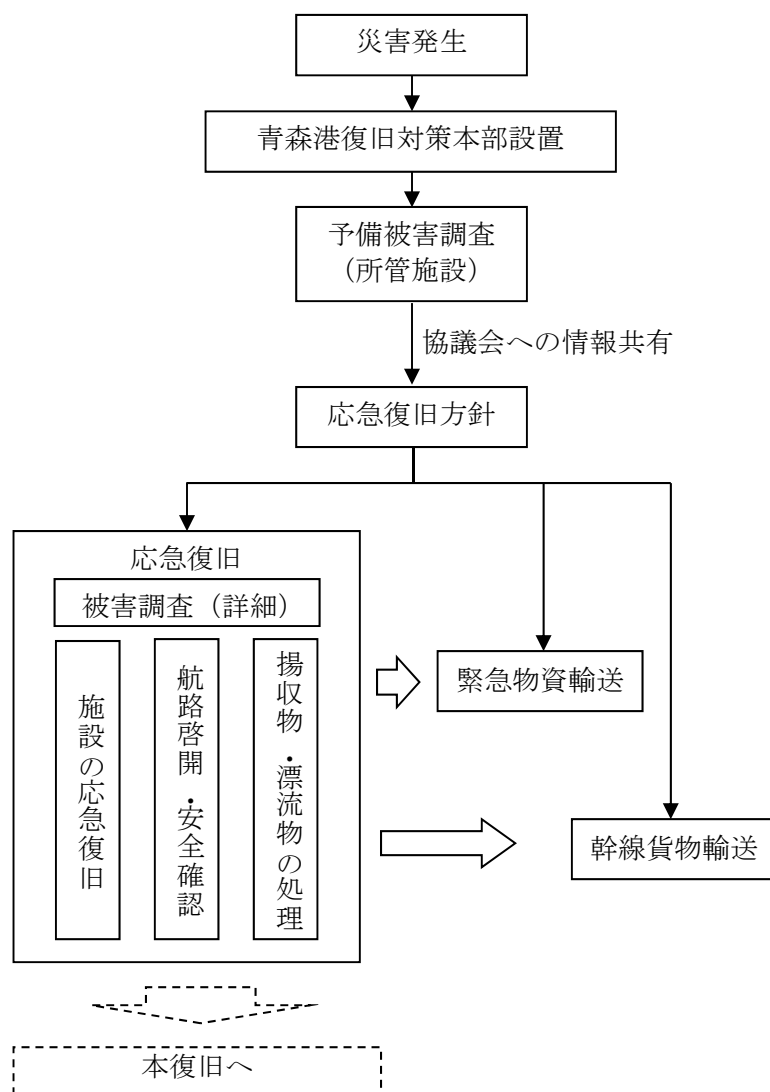 災害発生
青森港復旧対策本部設置
予備被害調査
（所管施設）
協議会への情報共有
応急復旧方針
応急復旧
被害調査（詳細）
施設の応急復旧
航路啓開・安全確認
揚収物・漂流物の処理
緊急物資輸送
幹線貨物輸送
本復旧へ